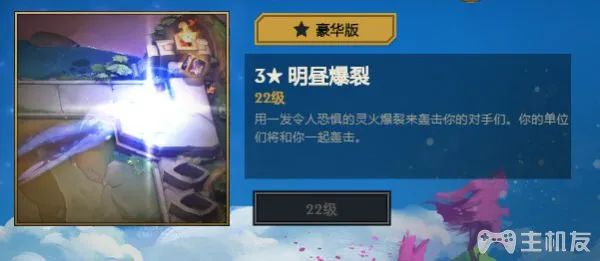 ★ 豪华版
3★ 明昼爆裂
22级
用一发令人恐惧的灵火爆裂来轰击你的对手们。你的单位
们将和你一起轰击。
22级
主机友